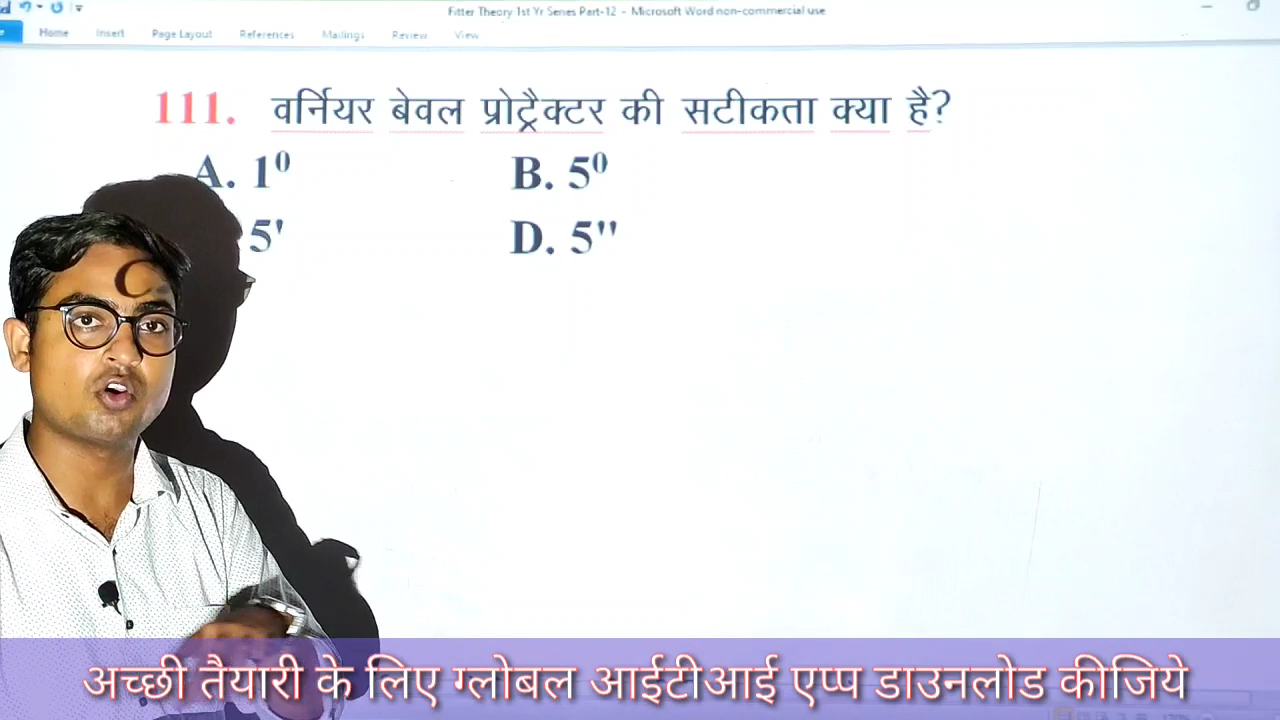 Fitter Theory 1st Yr Series Part-12 - Microsoft Word non-commercial use
Home Insert Page Layout References Mailings Review View
111. वर्नियर बेवल प्रोट्रैक्टर की सटीकता क्या है?
A. 1⁰ B. 5⁰
5' D. 5''
अच्छी तैयारी के लिए ग्लोबल आईटीआई एप्प डाउनलोड कीजिये